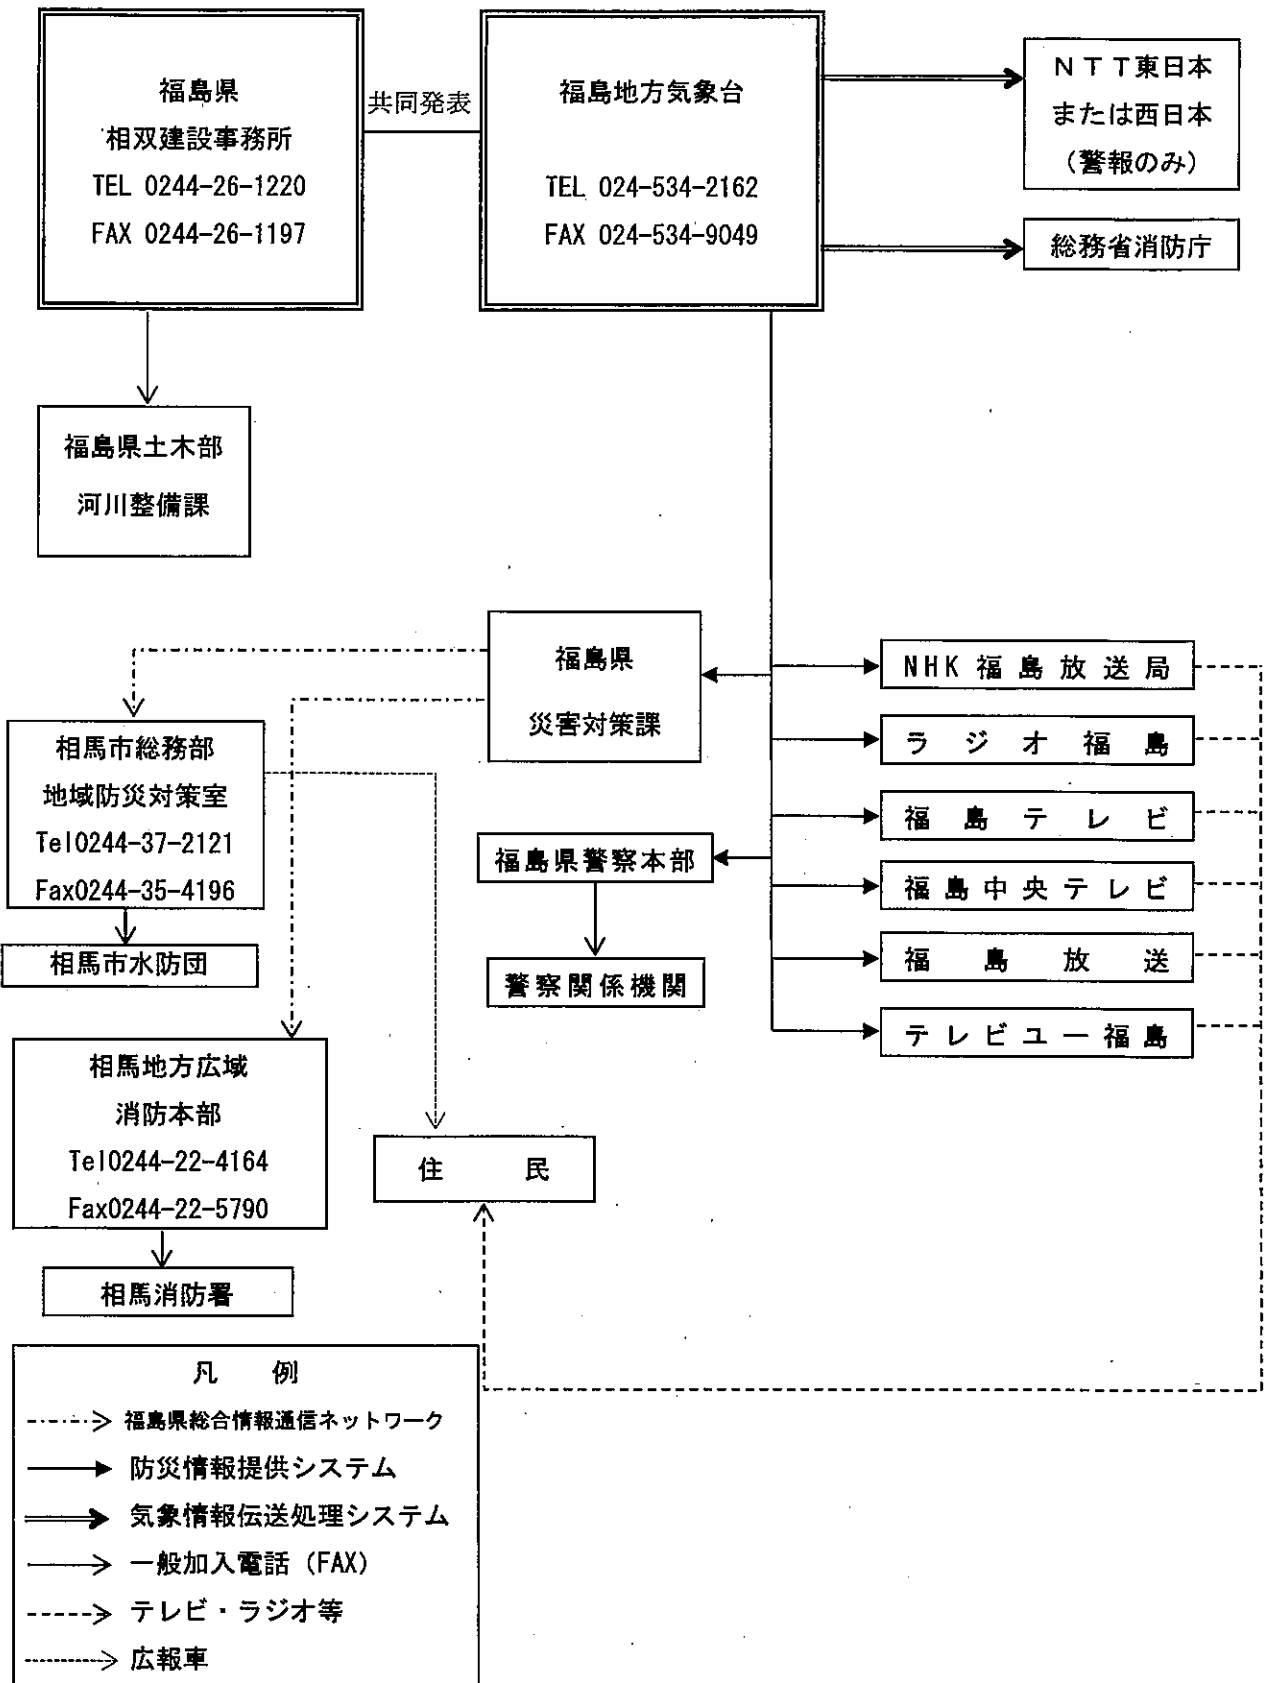 福島県
相双建設事務所
TEL 0244-26-1220
FAX 0244-26-1197
共同発表
福島地方気象台
TEL 024-534-2162
FAX 024-534-9049
NTT東日本
または西日本
(警報のみ)
総務省消防庁
福島県土木部
河川整備課
福島県
災害対策課
NHK福島放送局
ラジオ福島
福島テレビ
福島中央テレビ
福島放送
テレビユー福島
福島県警察本部
警察関係機関
相馬市総務部
地域防災対策室
Tel0244-37-2121
Fax0244-35-4196
相馬市水防団
相馬地方広域
消防本部
Tel0244-22-4164
Fax0244-22-5790
相馬消防署
住民
凡例
福島県総合情報通信ネットワーク
防災情報提供システム
気象情報伝送処理システム
一般加入電話(FAX)
テレビ・ラジオ等
広報車